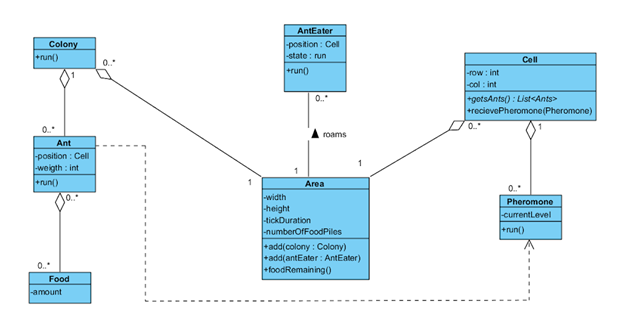 Colony
+run()
1
0..*
0..*
Ant
-position : Cell
-weigth : int
+run()
0..*
0..*
Food
-amount
AntEater
-position : Cell
-state : run
+run()
0..*
roams
1
1
1
Area
-width
-height
-tickDuration
-numberOfFoodPiles
+add(colony : Colony)
+add(antEater : AntEater)
+foodRemaining()
Cell
-row : int
-col : int
+getsAnts() : List<Ants>
+recievePheromone(Pheromone)
0..*
1
0..*
Pheromone
-currentLevel
+run()